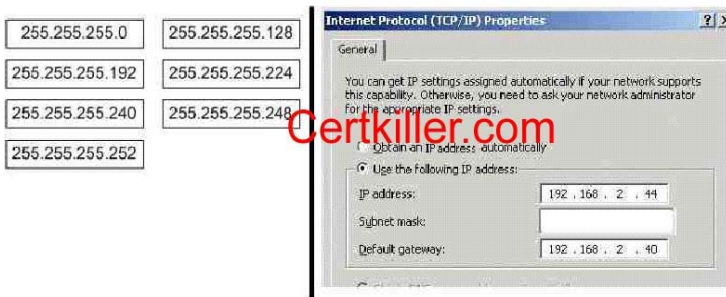 255.255.255.0
255.255.255.128
255.255.255.192
255.255.255.224
255.255.255.240
255.255.255.248
255.255.255.252
Internet Protocol (TCP/IP) Properties
General
You can get IP settings assigned automatically if your network supports
this capability. Otherwise, you need to ask your network administrator
for the appropriate IP settings.
Certkiller.com
Obtain an IP address automatically
Use the following IP address:
IP address:
192 . 168 . 2 . 44
Subnet mask:
Default gateway:
192 . 168 . 2 . 40